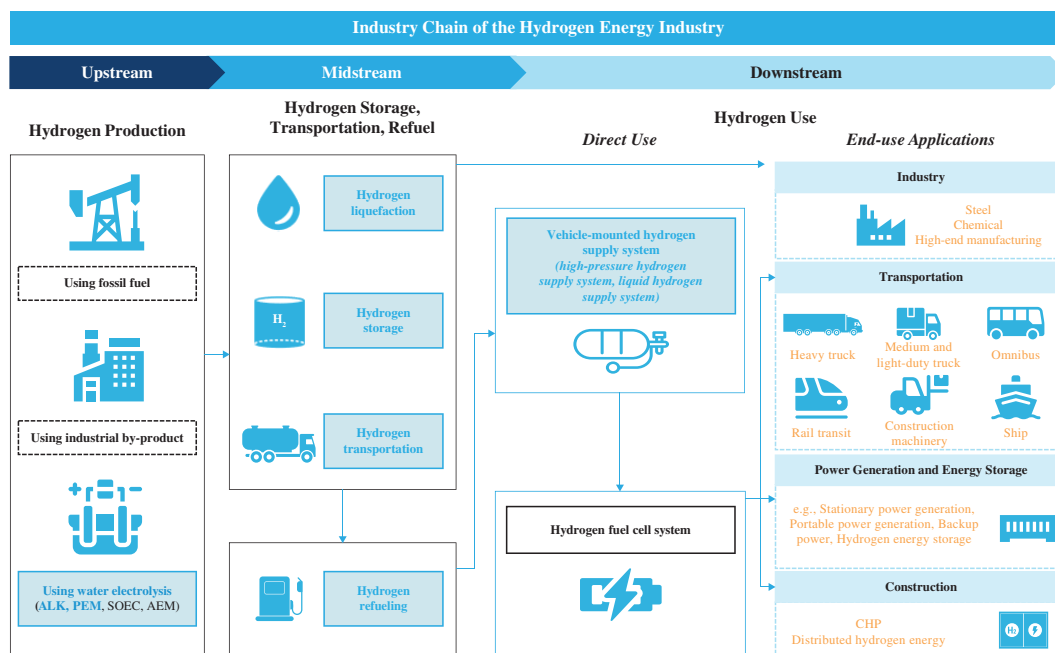 Industry Chain of the Hydrogen Energy Industry
Upstream
Midstream
Downstream
Hydrogen Production
Hydrogen Storage,
Transportation, Refuel
Hydrogen Use
Direct Use
End-use Applications
Using fossil fuel
Using industrial by-product
Using water electrolysis
(ALK, PEM, SOEC, AEM)
Hydrogen
liquefaction
H2
Hydrogen
storage
Hydrogen
transportation
Hydrogen
refueling
Vehicle-mounted hydrogen
supply system
(high-pressure hydrogen
supply system, liquid hydrogen
supply system)
Hydrogen fuel cell system
Industry
Steel
Chemical
High-end manufacturing
Transportation
Heavy truck
Medium and
light-duty truck
Omnibus
Rail transit
Construction
machinery
Ship
Power Generation and Energy Storage
e.g., Stationary power generation,
Portable power generation, Backup
power, Hydrogen energy storage
Construction
CHP
Distributed hydrogen energy
H2